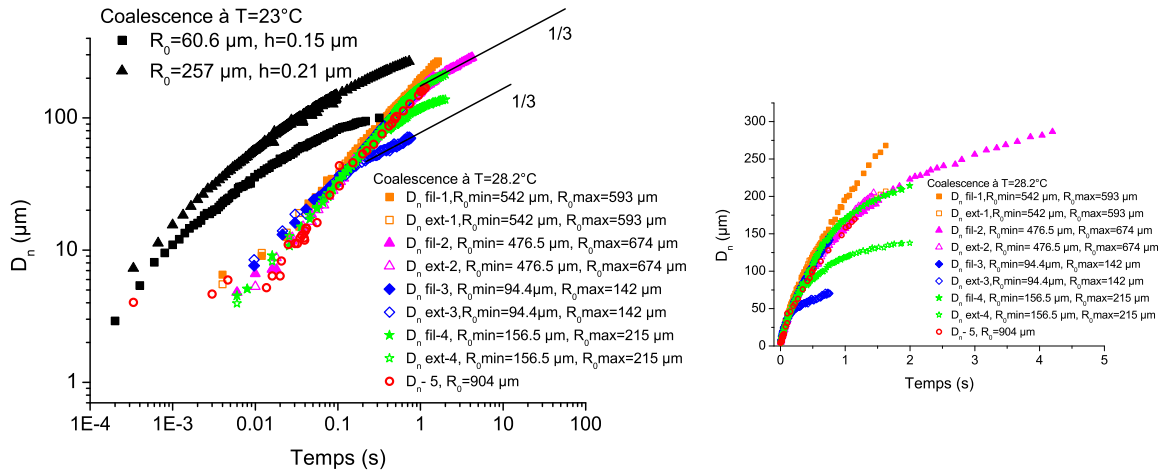 Coalescence à T=23°C
R0=60.6 µm, h=0.15 µm
R0=257 µm, h=0.21 µm
1/3
1/3
100
10
1
Dn (µm)
Coalescence à T=28.2°C
Dn fil-1,R0min=542 µm, R0max=593 µm
Dn ext-1,R0min=542 µm, R0max=593 µm
Dn fil-2, R0min= 476.5 µm, R0max=674 µm
Dn ext-2, R0min= 476.5 µm, R0max=674 µm
Dn fil-3, R0min=94.4µm, R0max=142 µm
Dn ext-3,R0min=94.4µm, R0max=142 µm
Dn fil-4, R0min=156.5 µm, R0max=215 µm
Dn ext-4, R0min=156.5 µm, R0max=215 µm
Dn- 5, R0=904 µm
1E-4 1E-3 0.01 0.1 1 10 100
Temps (s)
300
250
200
150
100
50
0
Dn (µm)
Coalescence à T=28.2°C
Dn fil-1,R0min=542 µm, R0max=593 µm
Dn ext-1,R0min=542 µm, R0max=593 µm
Dn fil-2, R0min= 476.5 µm, R0max=674 µm
Dn ext-2, R0min= 476.5 µm, R0max=674 µm
Dn fil-3, R0min=94.4µm, R0max=142 µm
Dn ext-3,R0min=94.4µm, R0max=142 µm
Dn fil-4, R0min=156.5 µm, R0max=215 µm
Dn ext-4, R0min=156.5 µm, R0max=215 µm
Dn- 5, R0=904 µm
0 1 2 3 4 5
Temps (s)